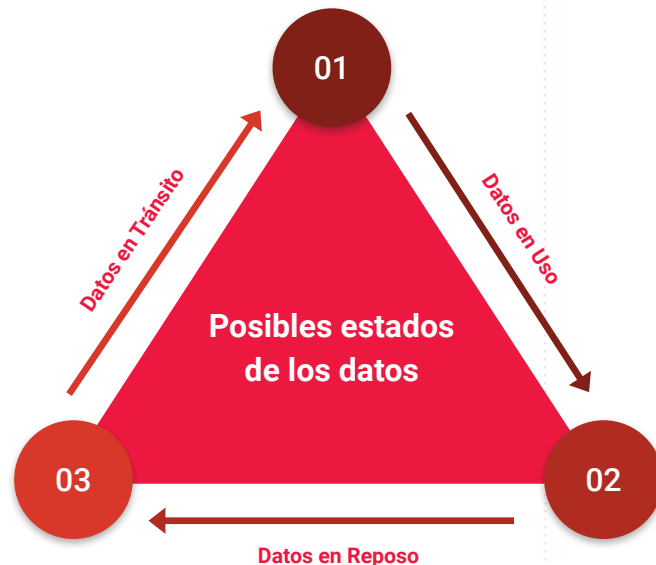 01
Datos en Tránsito
Datos en Uso
Posibles estados
de los datos
03
02
Datos en Reposo